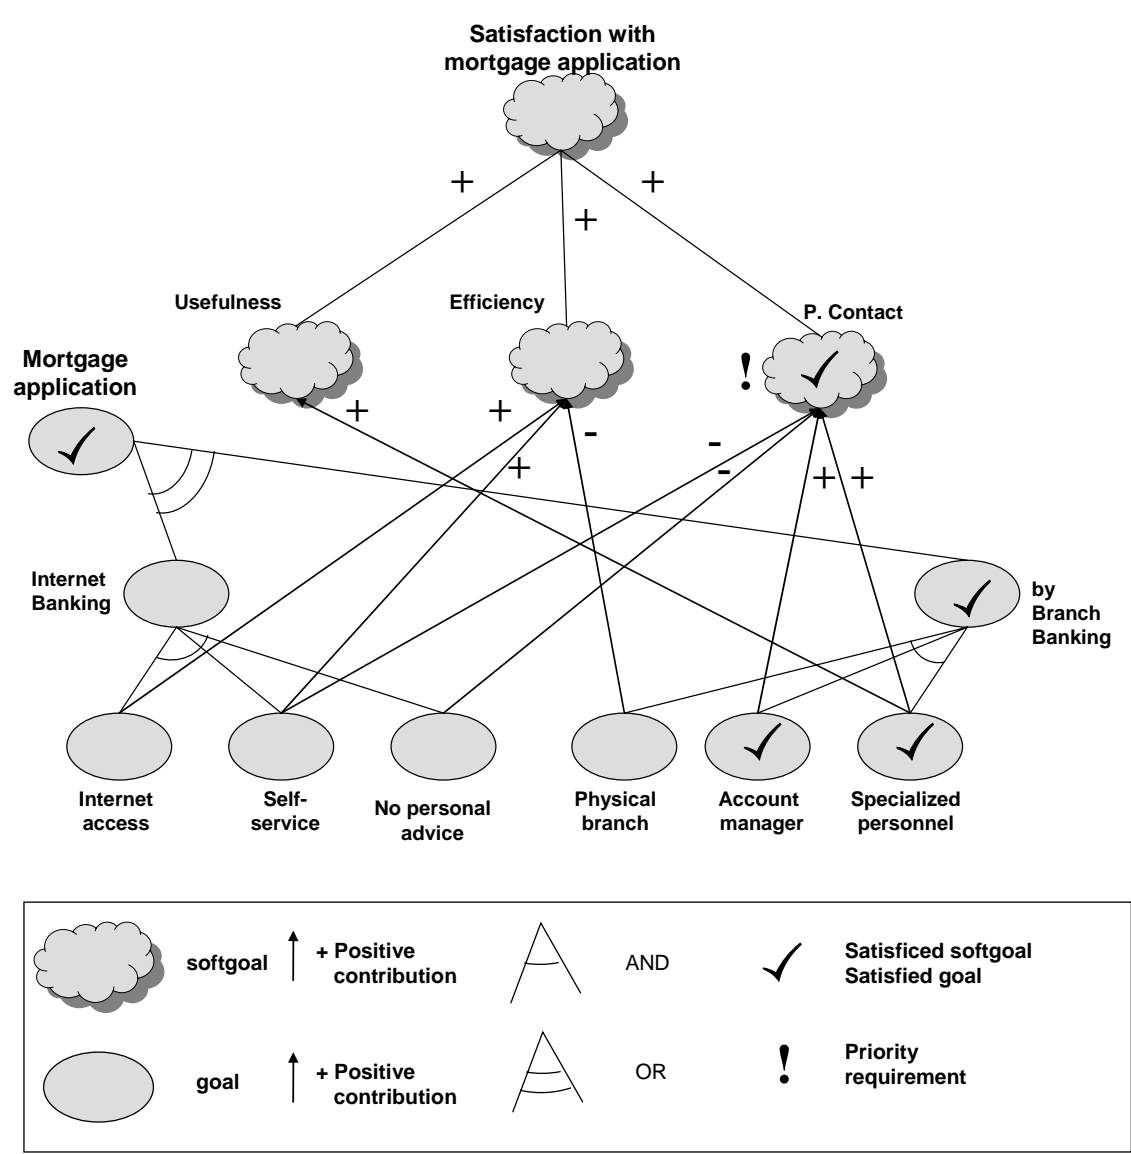 Satisfaction with
mortgage application
+
+
+
Usefulness
Efficiency
P. Contact
Mortgage
application
!
+
+
-
-
+
-
+ +
Internet
Banking
by
Branch
Banking
Internet
access
Self-
service
No personal
advice
Physical
branch
Account
manager
Specialized
personnel
softgoal
+ Positive
contribution
AND
Satisficed softgoal
Satisfied goal
goal
+ Positive
contribution
OR
!
Priority
requirement